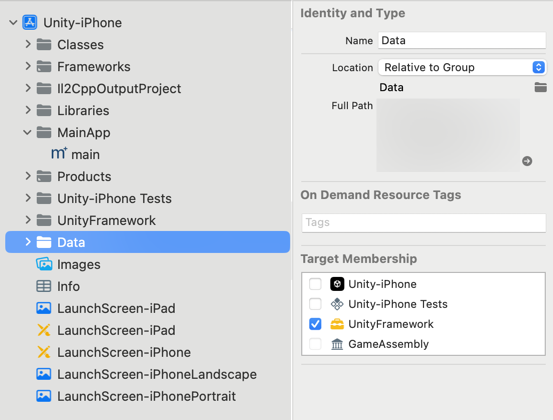 Unity-iPhone
Classes
Frameworks
Il2CppOutputProject
Libraries
MainApp
main
Products
Unity-iPhone Tests
UnityFramework
Data
Images
Info
LaunchScreen-iPad
LaunchScreen-iPad
LaunchScreen-iPhone
LaunchScreen-iPhoneLandscape
LaunchScreen-iPhonePortrait
Identity and Type
Name Data
Location Relative to Group
Data
Full Path
On Demand Resource Tags
Tags
Target Membership
Unity-iPhone
Unity-iPhone Tests
UnityFramework
GameAssembly